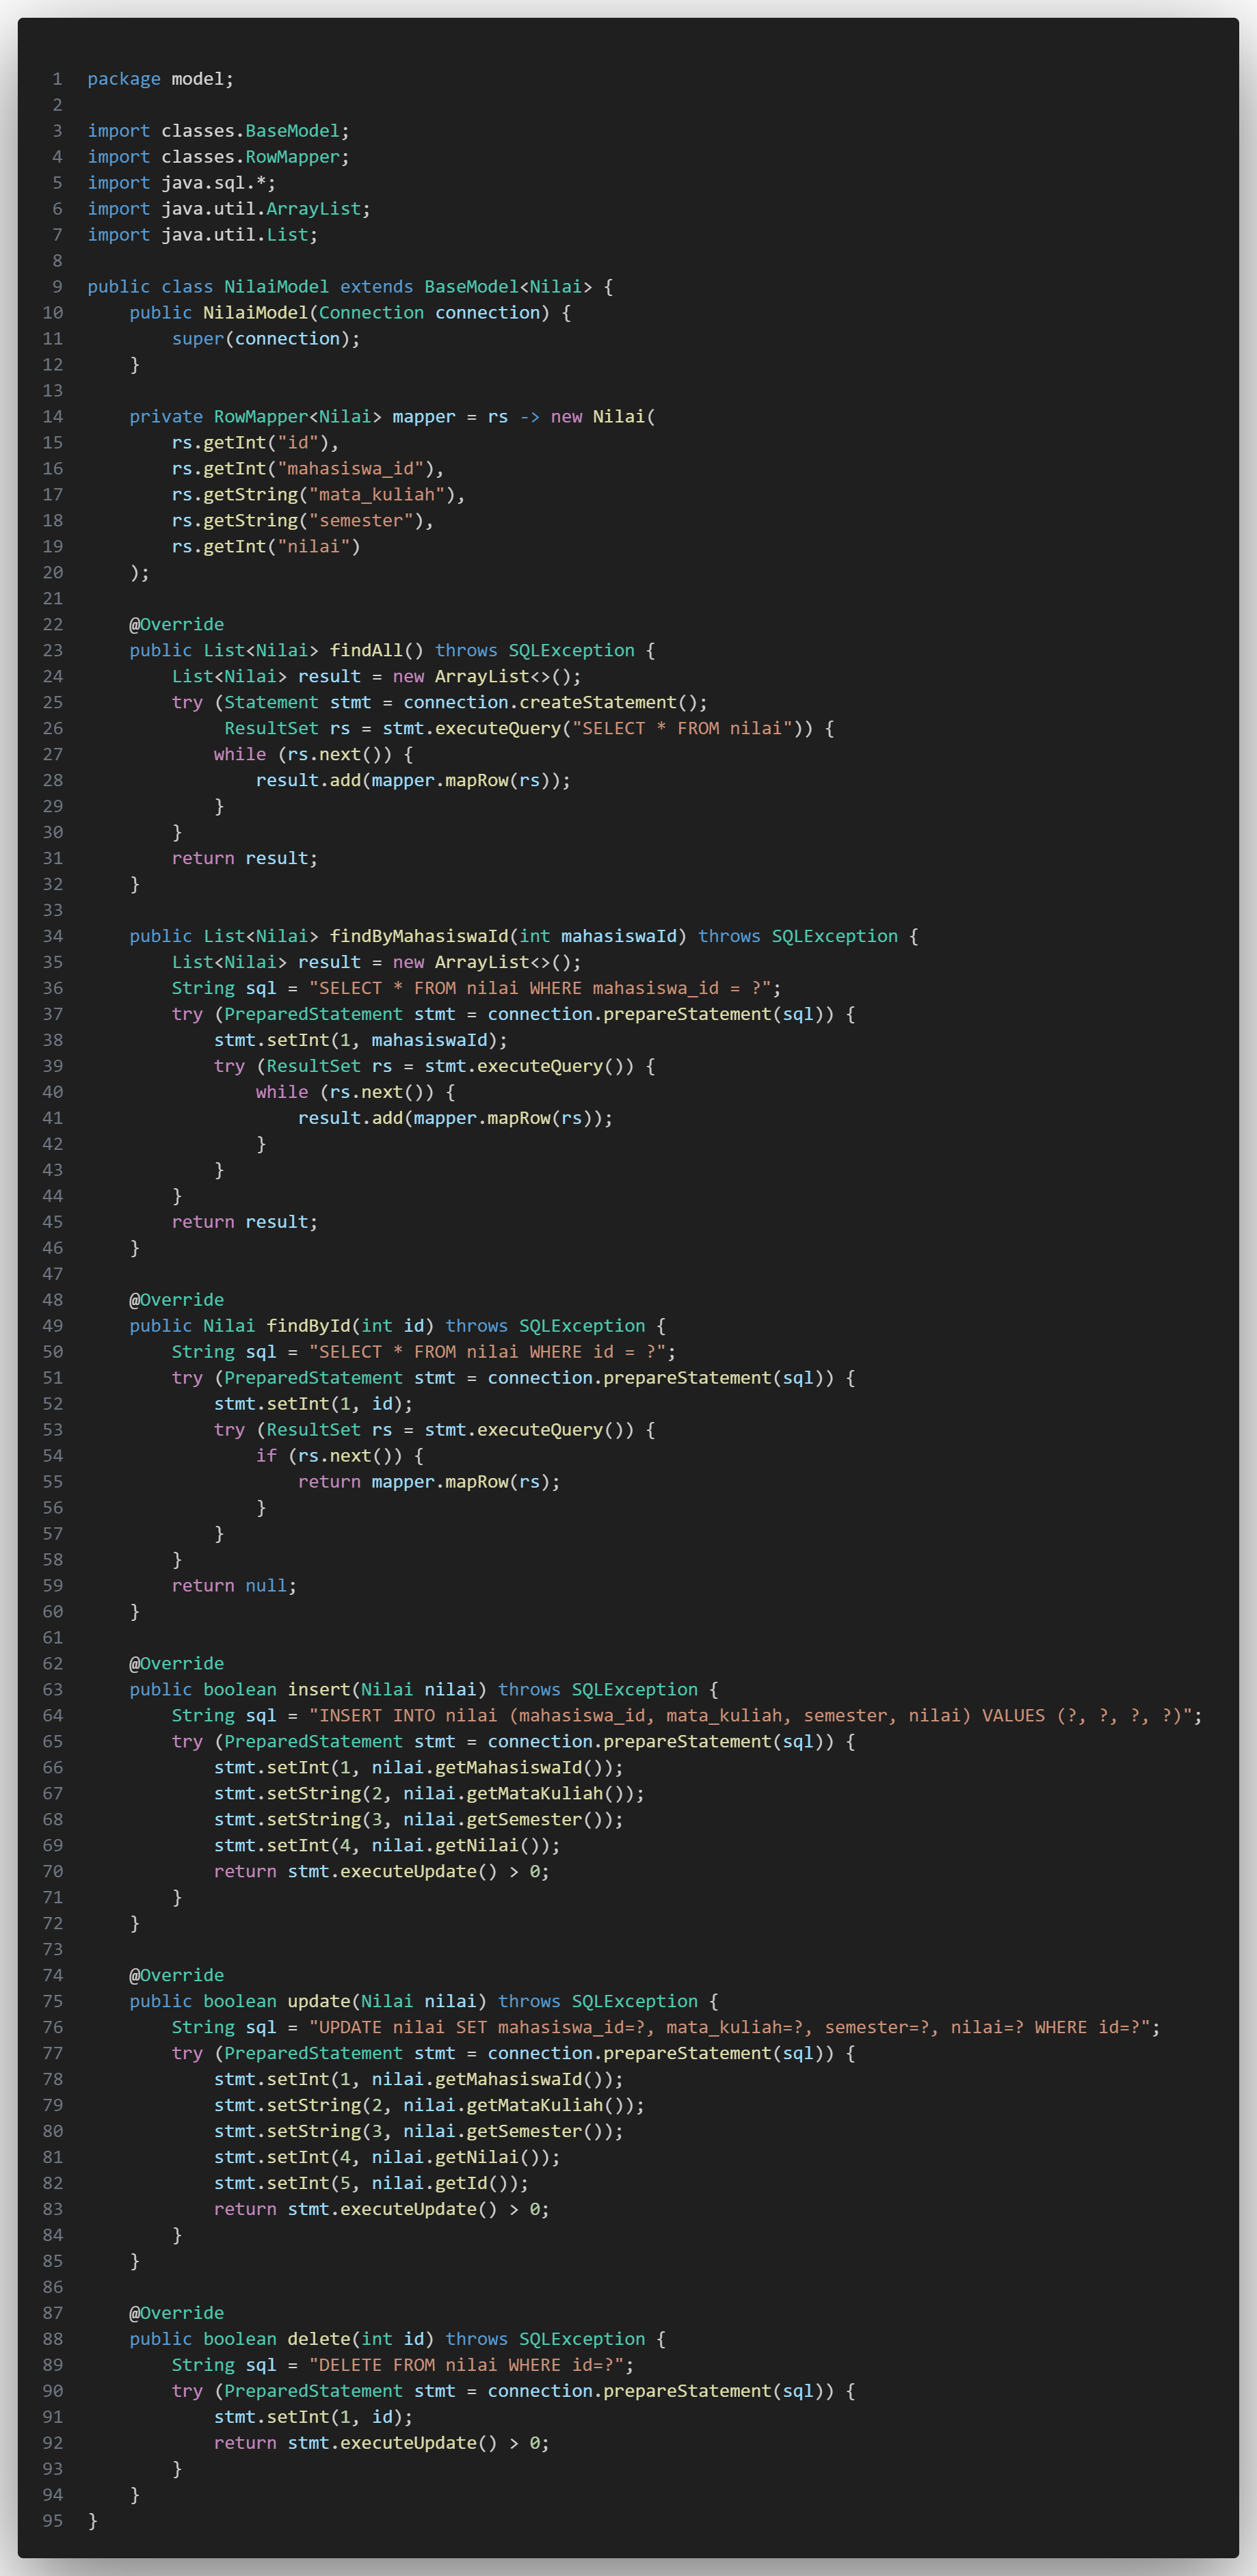 1 package model;
2
3 import classes.BaseModel;
4 import classes.RowMapper;
5 import java.sql.*;
6 import java.util.ArrayList;
7 import java.util.List;
8
9 public class NilaiModel extends BaseModel<Nilai> {
10     public NilaiModel(Connection connection) {
11         super(connection);
12     }
13
14     private RowMapper<Nilai> mapper = rs -> new Nilai(
15         rs.getInt("id"),
16         rs.getInt("mahasiswa_id"),
17         rs.getString("mata_kuliah"),
18         rs.getString("semester"),
19         rs.getInt("nilai")
20     );
21
22     @Override
23     public List<Nilai> findAll() throws SQLException {
24         List<Nilai> result = new ArrayList<>();
25         try (Statement stmt = connection.createStatement();
26              ResultSet rs = stmt.executeQuery("SELECT * FROM nilai")) {
27             while (rs.next()) {
28                 result.add(mapper.mapRow(rs));
29             }
30         }
31         return result;
32     }
33
34     public List<Nilai> findByMahasiswaId(int mahasiswaId) throws SQLException {
35         List<Nilai> result = new ArrayList<>();
36         String sql = "SELECT * FROM nilai WHERE mahasiswa_id = ?";
37         try (PreparedStatement stmt = connection.prepareStatement(sql)) {
38             stmt.setInt(1, mahasiswaId);
39             try (ResultSet rs = stmt.executeQuery()) {
40                 while (rs.next()) {
41                     result.add(mapper.mapRow(rs));
42                 }
43             }
44         }
45         return result;
46     }
47
48     @Override
49     public Nilai findById(int id) throws SQLException {
50         String sql = "SELECT * FROM nilai WHERE id = ?";
51         try (PreparedStatement stmt = connection.prepareStatement(sql)) {
52             stmt.setInt(1, id);
53             try (ResultSet rs = stmt.executeQuery()) {
54                 if (rs.next()) {
55                     return mapper.mapRow(rs);
56                 }
57             }
58         }
59         return null;
60     }
61
62     @Override
63     public boolean insert(Nilai nilai) throws SQLException {
64         String sql = "INSERT INTO nilai (mahasiswa_id, mata_kuliah, semester, nilai) VALUES (?, ?, ?, ?)";
65         try (PreparedStatement stmt = connection.prepareStatement(sql)) {
66             stmt.setInt(1, nilai.getMahasiswaId());
67             stmt.setString(2, nilai.getMataKuliah());
68             stmt.setString(3, nilai.getSemester());
69             stmt.setInt(4, nilai.getNilai());
70             return stmt.executeUpdate() > 0;
71         }
72     }
73
74     @Override
75     public boolean update(Nilai nilai) throws SQLException {
76         String sql = "UPDATE nilai SET mahasiswa_id=?, mata_kuliah=?, semester=?, nilai=? WHERE id=?";
77         try (PreparedStatement stmt = connection.prepareStatement(sql)) {
78             stmt.setInt(1, nilai.getMahasiswaId());
79             stmt.setString(2, nilai.getMataKuliah());
80             stmt.setString(3, nilai.getSemester());
81             stmt.setInt(4, nilai.getNilai());
82             stmt.setInt(5, nilai.getId());
83             return stmt.executeUpdate() > 0;
84         }
85     }
86
87     @Override
88     public boolean delete(int id) throws SQLException {
89         String sql = "DELETE FROM nilai WHERE id=?";
90         try (PreparedStatement stmt = connection.prepareStatement(sql)) {
91             stmt.setInt(1, id);
92             return stmt.executeUpdate() > 0;
93         }
94     }
95 }